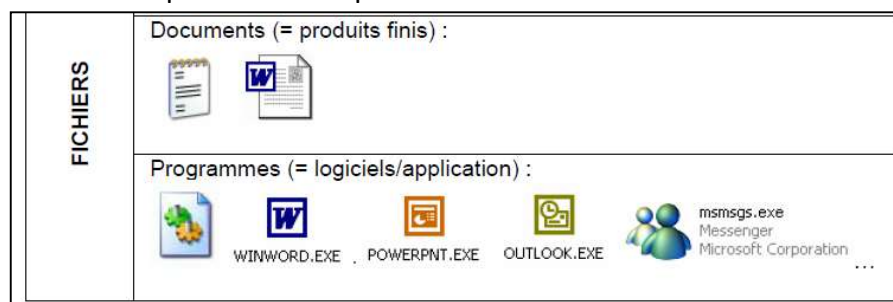 FICHIERS
Documents (= produits finis) :
Programmes (= logiciels/application) :
WINWORD.EXE
POWERPNT.EXE
OUTLOOK.EXE
msmsgs.exe
Messenger
Microsoft Corporation
...